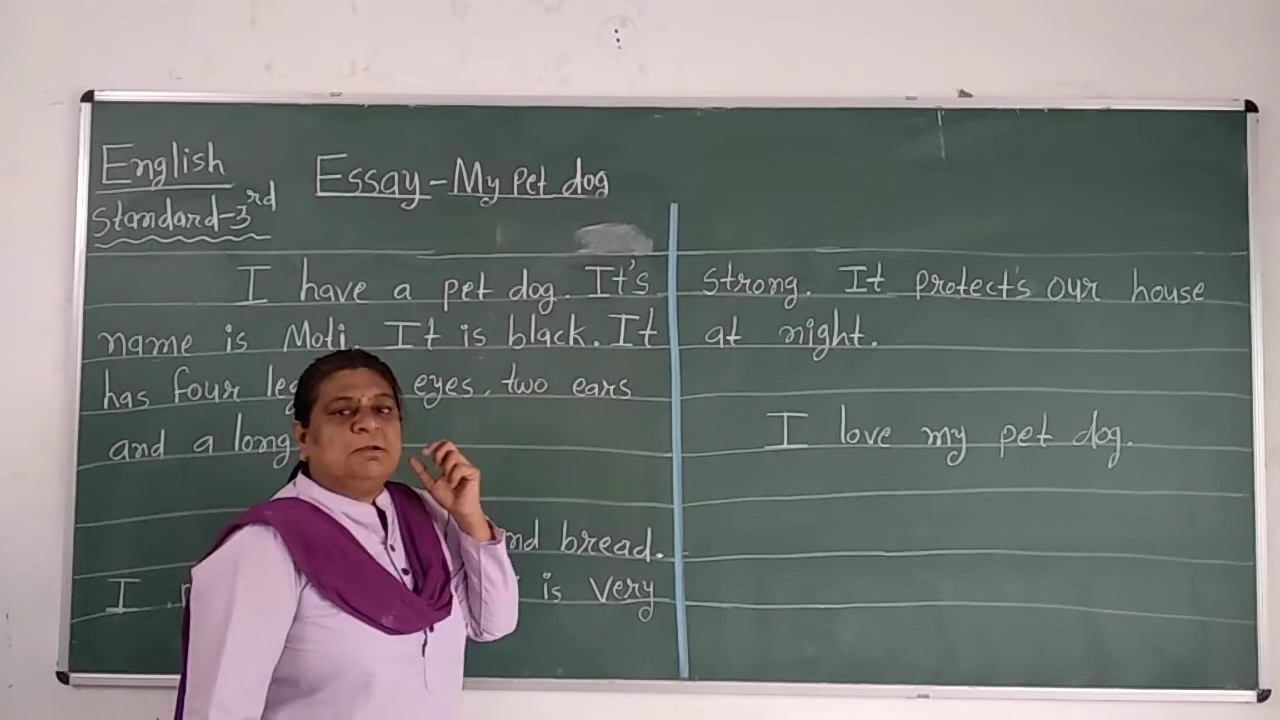 English
Standard-3rd
Essay - My pet dog
I have a pet dog. It's
name is Moti. It is black. It
has four eyes. two ears
and a long
bread.
I is very
strong. It protect's our house
at night.
I love my pet dog.